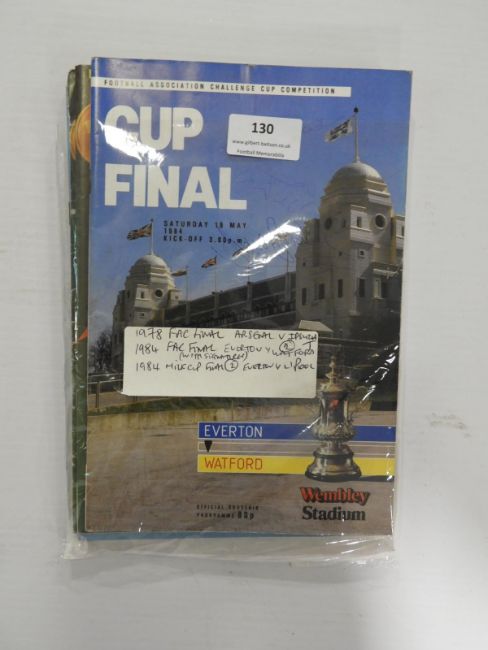 FOOTBALL ASSOCIATION CHALLENGE CUP COMPETITION
CUP
FINAL
130
www.gilbert-baitson.co.uk
Football Memorabilia
SATURDAY 19 MAY
1984
KICK-OFF 3.00p.m.
1978 FAC FINAL ARSENAL V IPSWICH
1984 FAC FINAL EVERTON V WATFORD
(WITH SIGNATURES)
1984 MILK CUP FINAL (2) EVERTON V L'POOL
EVERTON
V
WATFORD
Wembley
Stadium
OFFICIAL SOUVENIR
PROGRAMME 80p